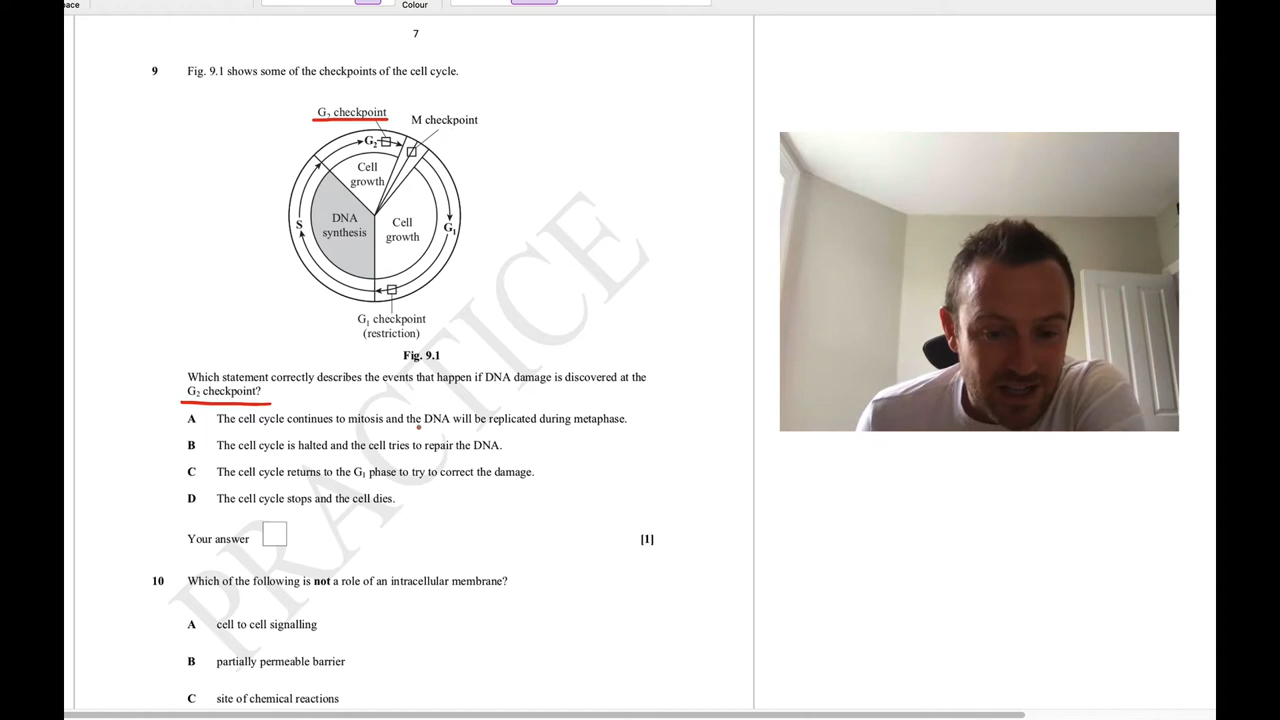 pace
Colour
7
9 Fig. 9.1 shows some of the checkpoints of the cell cycle.
G₂ checkpoint
M checkpoint
G₂
Cell
growth
DNA
synthesis
S
Cell
growth
G₁
G₁ checkpoint
(restriction)
Fig. 9.1
Which statement correctly describes the events that happen if DNA damage is discovered at the
G₂ checkpoint?
A The cell cycle continues to mitosis and the DNA will be replicated during metaphase.
B The cell cycle is halted and the cell tries to repair the DNA.
C The cell cycle returns to the G₁ phase to try to correct the damage.
D The cell cycle stops and the cell dies.
Your answer [1]
10 Which of the following is not a role of an intracellular membrane?
A cell to cell signalling
B partially permeable barrier
C site of chemical reactions
PRACTICE